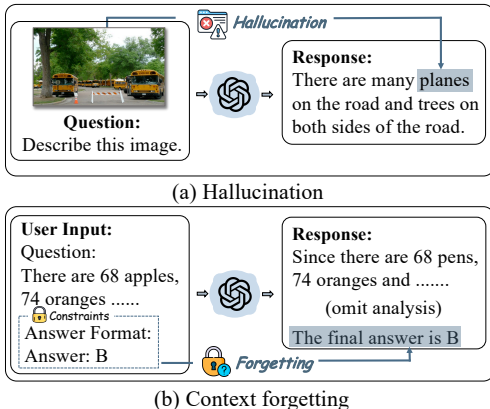 Hallucination
Question:
Describe this image.
Response:
There are many planes
on the road and trees on
both sides of the road.
(a) Hallucination
User Input:
Question:
There are 68 apples,
74 oranges ......
Constraints
Answer Format:
Answer: B
Response:
Since there are 68 pens,
74 oranges and .......
(omit analysis)
The final answer is B
Forgetting
(b) Context forgetting